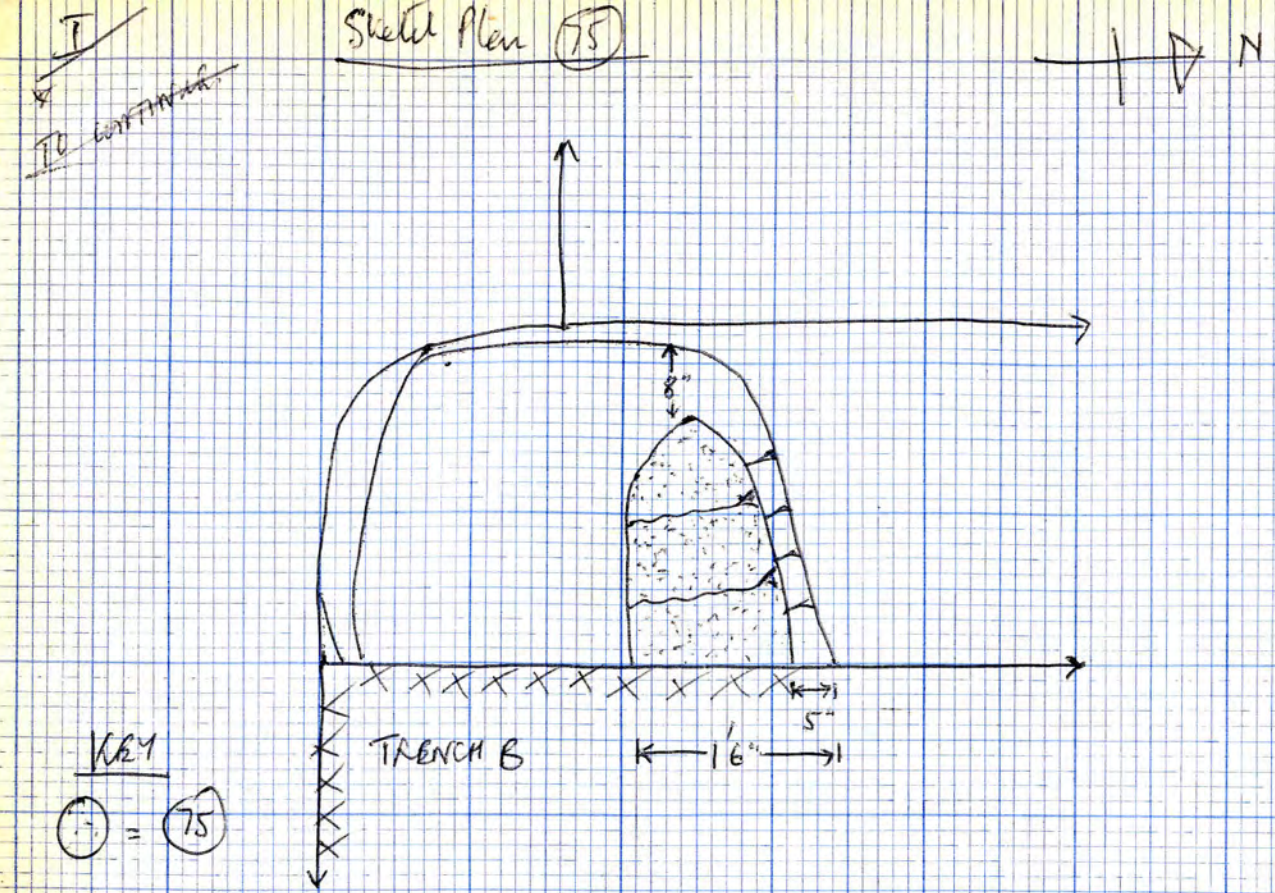 I
Sketch Plan 75
N
TO CONTINUE
8"
5"
TRENCH B
1'6"
KEY
= 75